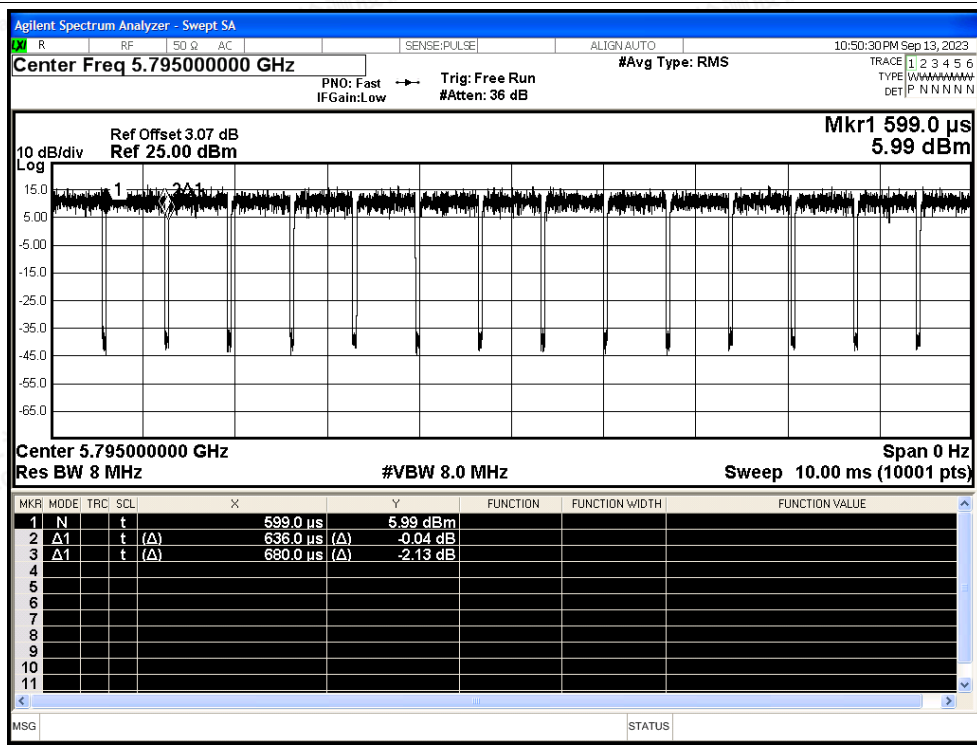 Agilent Spectrum Analyzer - Swept SA
LXI R RF 50 Ω AC SENSE:PULSE ALIGN AUTO 10:50:30 PM Sep 13, 2023
Center Freq 5.795000000 GHz #Avg Type: RMS TRACE 1 2 3 4 5 6
PNO: Fast Trig: Free Run TYPE
IFGain:Low #Atten: 36 dB DET P N N N N N
Mkr1 599.0 µs
5.99 dBm
Ref Offset 3.07 dB
10 dB/div Ref 25.00 dBm
Log
15.0
5.00
-5.00
-15.0
-25.0
-35.0
-45.0
-55.0
-65.0
1 2Δ1
Center 5.795000000 GHz Span 0 Hz
Res BW 8 MHz #VBW 8.0 MHz Sweep 10.00 ms (10001 pts)
MKR MODE TRC SCL X Y FUNCTION FUNCTION WIDTH FUNCTION VALUE
1 N t 599.0 µs 5.99 dBm
2 Δ1 t (Δ) 636.0 µs (Δ) -0.04 dB
3 Δ1 t (Δ) 680.0 µs (Δ) -2.13 dB
4
5
6
7
8
9
10
11
MSG STATUS